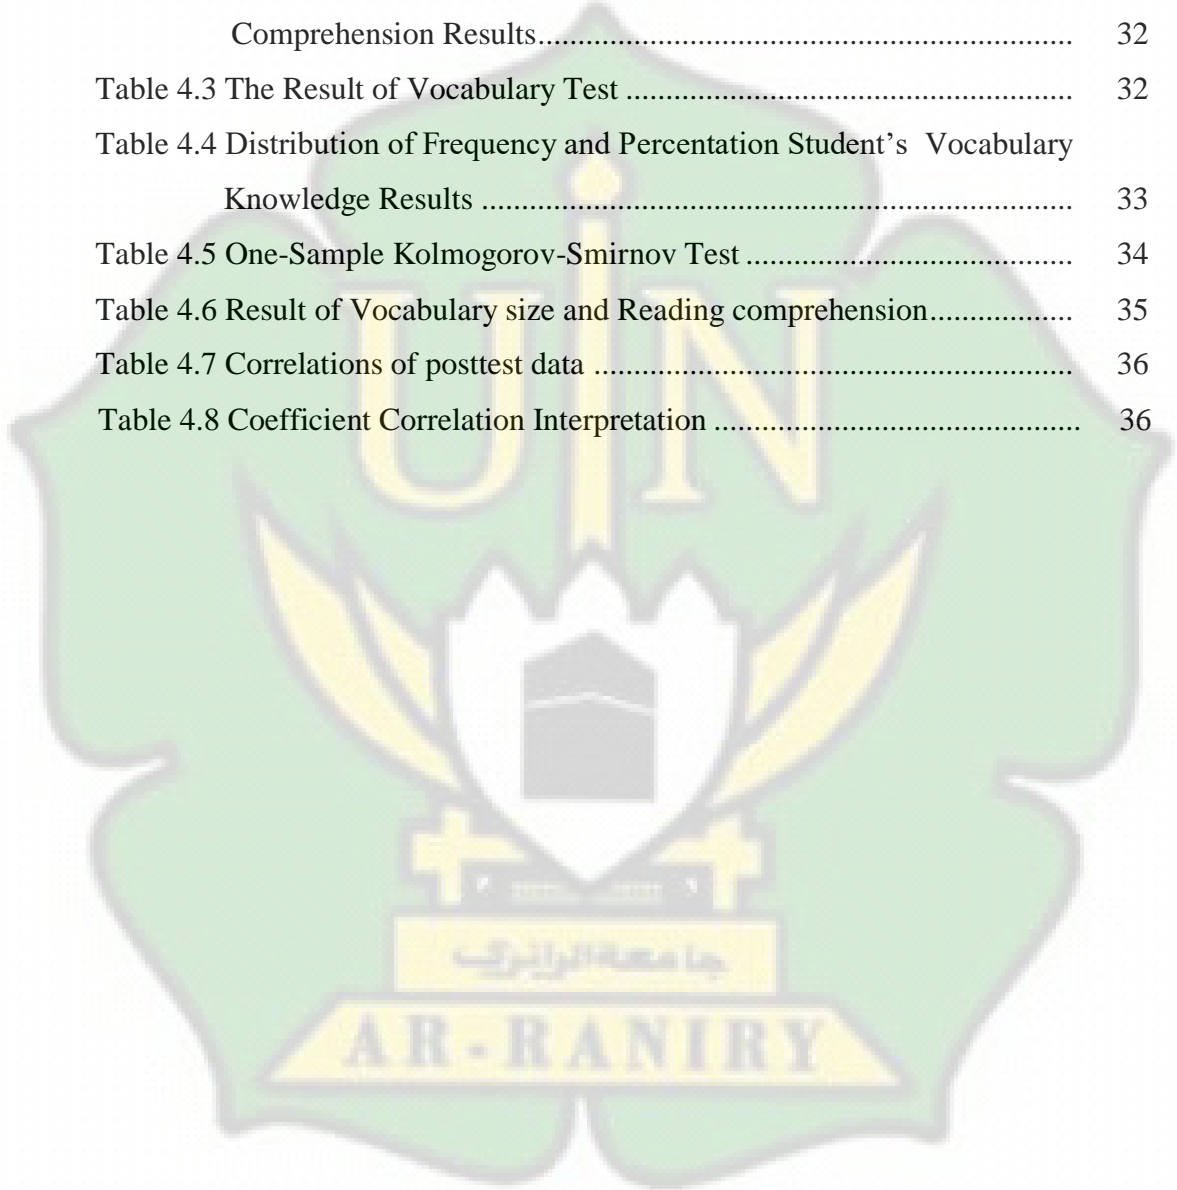 Comprehension Results.................................................................... 32
Table 4.3 The Result of Vocabulary Test ......................................................... 32
Table 4.4 Distribution of Frequency and Percentation Student’s  Vocabulary
Knowledge Results ........................................................................... 33
Table 4.5 One-Sample Kolmogorov-Smirnov Test ......................................... 34
Table 4.6 Result of Vocabulary size and Reading comprehension.................. 35
Table 4.7 Correlations of posttest data ............................................................. 36
Table 4.8 Coefficient Correlation Interpretation ............................................... 36
UIN
جامعة الرانري
AR-RANIRY